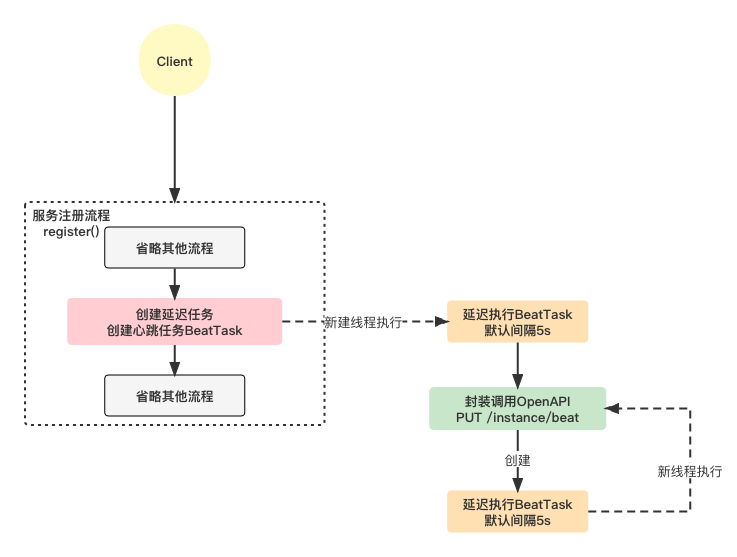 Client
服务注册流程
register()
省略其他流程
创建延迟任务
创建心跳任务BeatTask
新建线程执行
省略其他流程
延迟执行BeatTask
默认间隔5s
封装调用OpenAPI
PUT /instance/beat
创建
新线程执行
延迟执行BeatTask
默认间隔5s